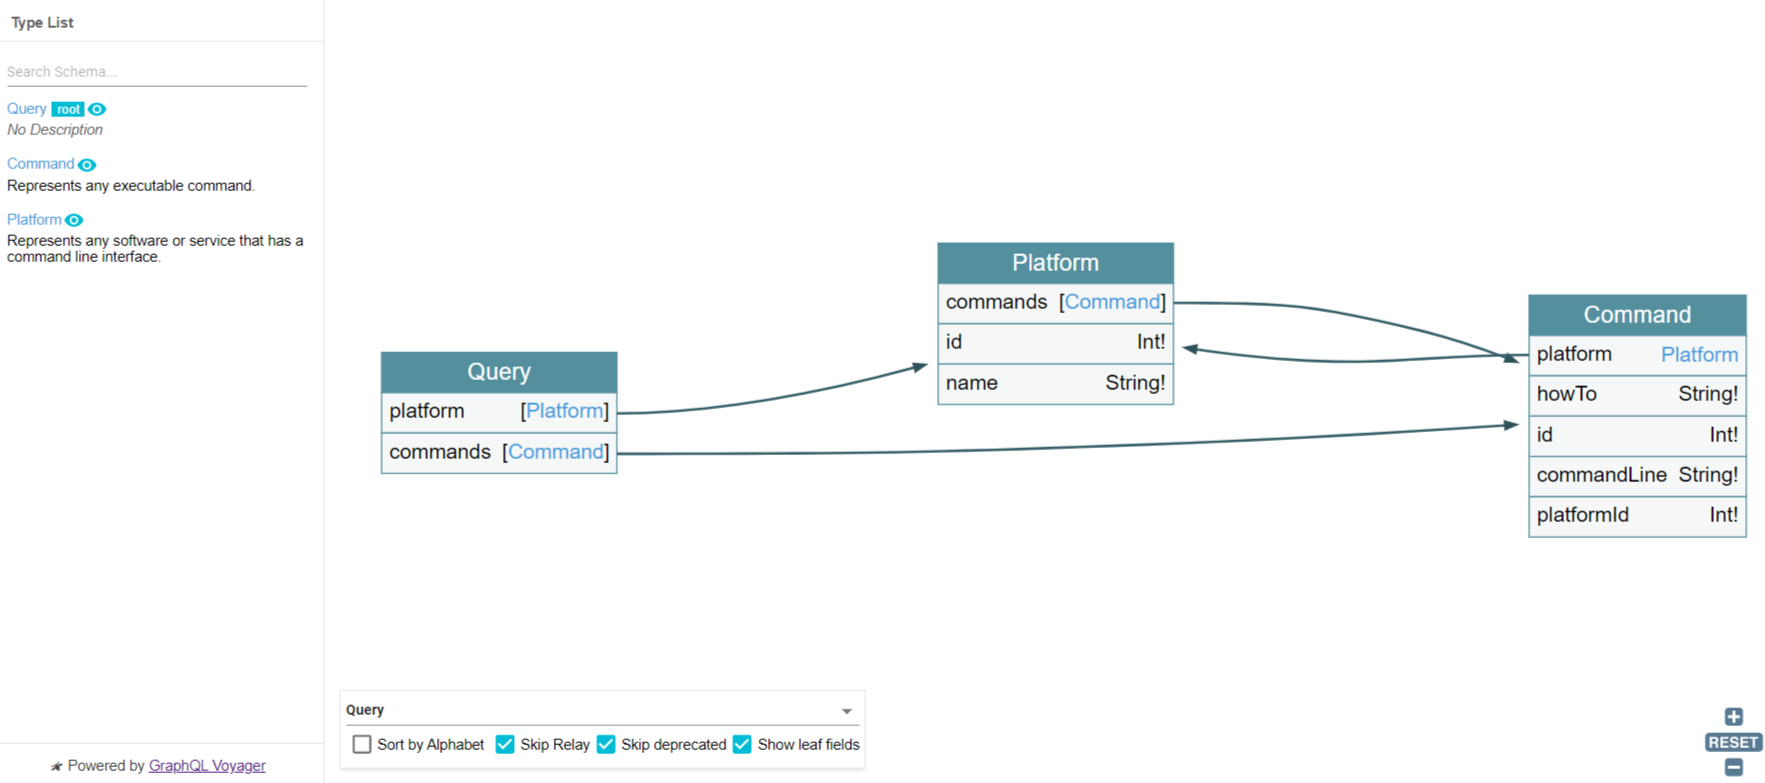 Type List
Search Schema...
Query root
No Description
Command
Represents any executable command.
Platform
Represents any software or service that has a
command line interface.
Powered by GraphQL Voyager
Query
platform [Platform]
commands [Command]
Platform
commands [Command]
id Int!
name String!
Command
platform Platform
howTo String!
id Int!
commandLine String!
platformId Int!
Query
Sort by Alphabet Skip Relay Skip deprecated Show leaf fields
RESET